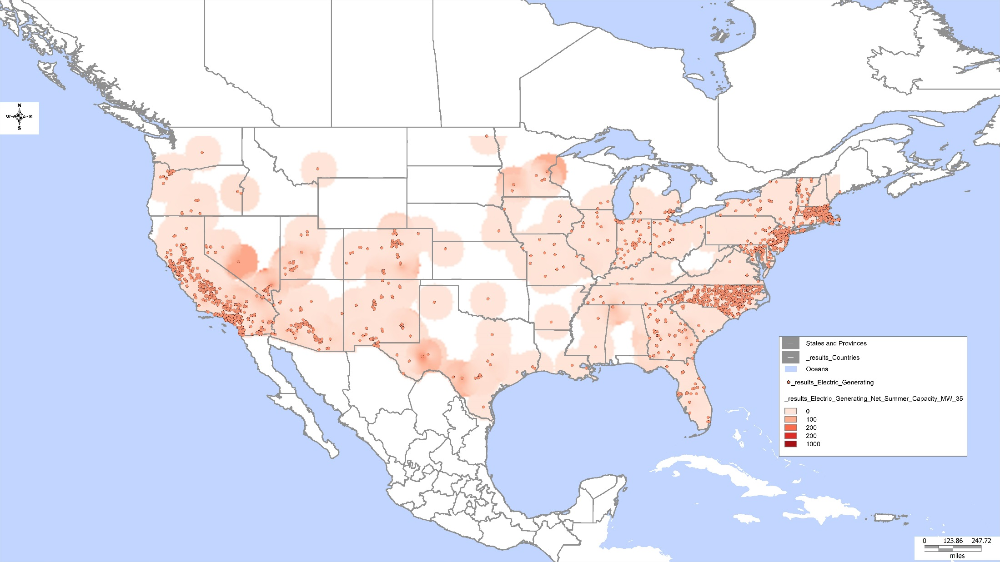 N
W E
S
States and Provinces
_results_Countries
Oceans
_results_Electric_Generating
_results_Electric_Generating_Net_Summer_Capacity_MW_35
0
100
200
200
1000
0 123.86 247.72
miles